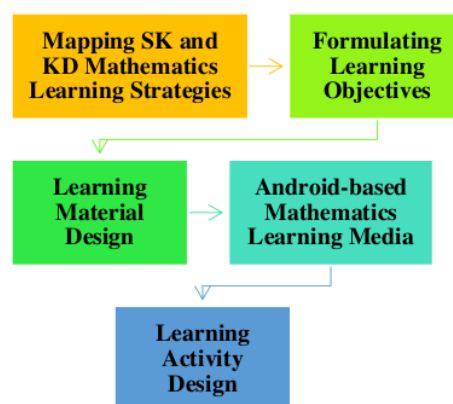 Mapping SK and
KD Mathematics
Learning Strategies
Formulating
Learning
Objectives
Learning
Material
Design
Android-based
Mathematics
Learning Media
Learning
Activity
Design